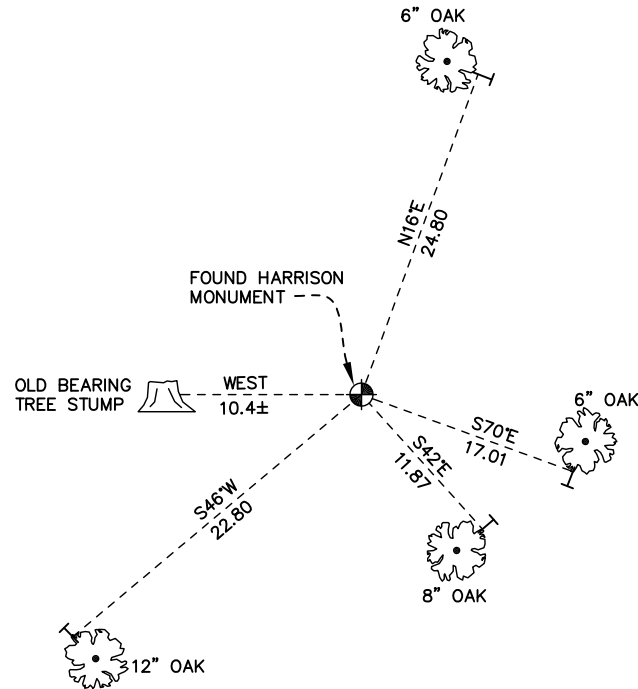 6” OAK
N16°E
24.80
FOUND HARRISON
MONUMENT
OLD BEARING
TREE STUMP
WEST
10.4±
6” OAK
S70°E
17.01
S42°E
11.87
S46°W
22.80
8” OAK
12” OAK